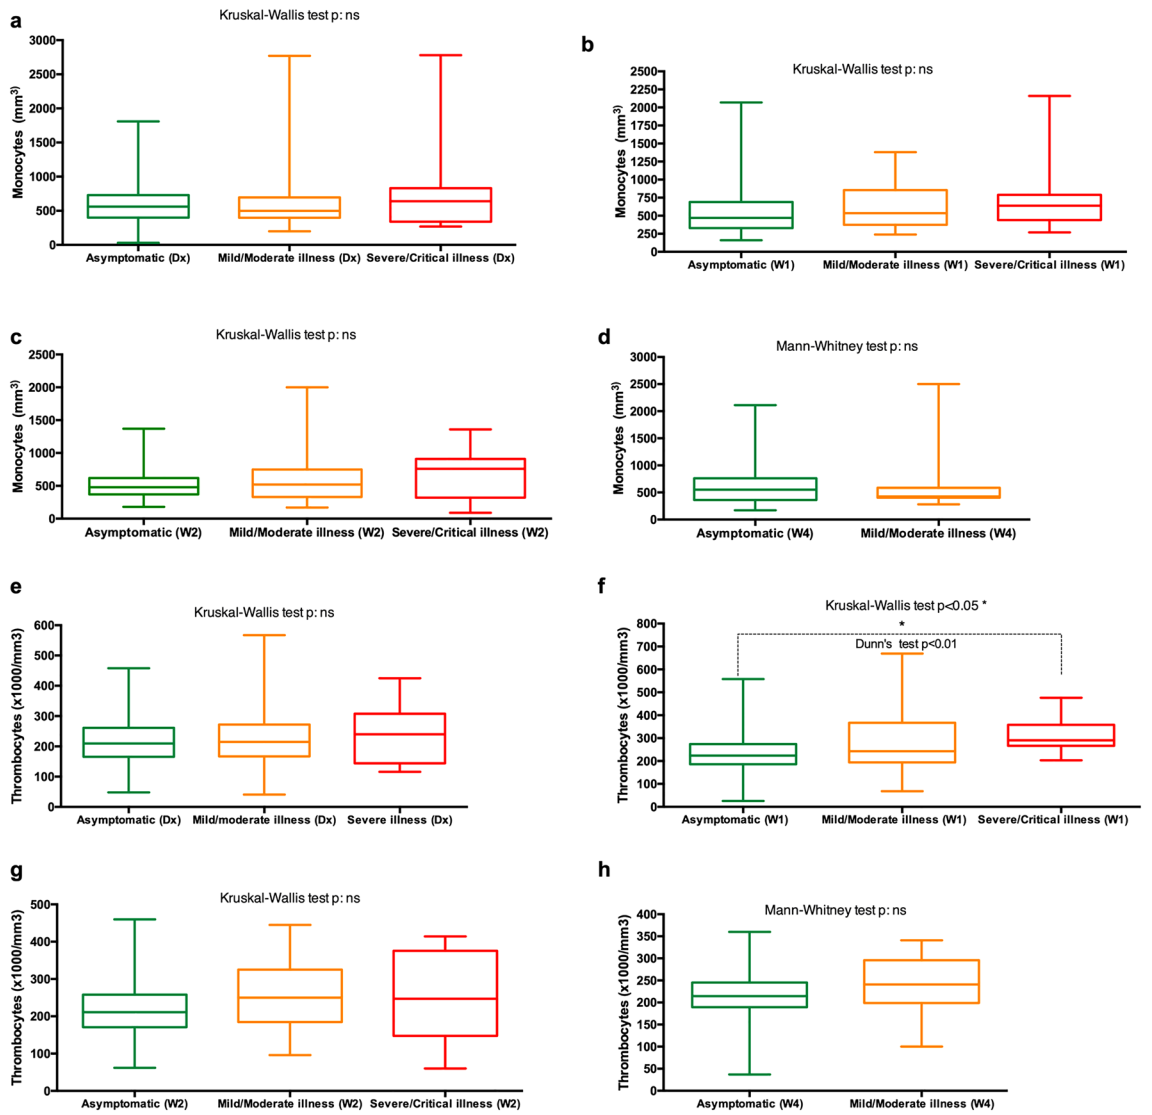 a
Kruskal-Wallis test p: ns
Monocytes (mm3)
3000
2500
2000
1500
1000
500
0
Asymptomatic (Dx) Mild/Moderate illness (Dx) Severe/Critical illness (Dx)
b
Kruskal-Wallis test p: ns
Monocytes (mm3)
2500
2250
2000
1750
1500
1250
1000
750
500
250
0
Asymptomatic (W1) Mild/Moderate illness (W1) Severe/Critical illness (W1)
c
Kruskal-Wallis test p: ns
Monocytes (mm3)
2500
2000
1500
1000
500
0
Asymptomatic (W2) Mild/Moderate illness (W2) Severe/Critical illness (W2)
d
Mann-Whitney test p: ns
Monocytes (mm3)
3000
2500
2000
1500
1000
500
0
Asymptomatic (W4) Mild/Moderate illness (W4)
e
Kruskal-Wallis test p: ns
Thrombocytes (x1000/mm3)
600
500
400
300
200
100
0
Asymptomatic (Dx) Mild/moderate illness (Dx) Severe illness (Dx)
f
Kruskal-Wallis test p<0.05 *
*
Dunn's test p<0.01
Thrombocytes (x1000/mm3)
800
700
600
500
400
300
200
100
0
Asymptomatic (W1) Mild/Moderate illness (W1) Severe/Critical illness (W1)
g
Kruskal-Wallis test p: ns
Thrombocytes (x1000/mm3)
500
400
300
200
100
0
Asymptomatic (W2) Mild/Moderate illness (W2) Severe/Critical illness (W2)
h
Mann-Whitney test p: ns
Thrombocytes (x1000/mm3)
400
350
300
250
200
150
100
50
0
Asymptomatic (W4) Mild/Moderate illness (W4)